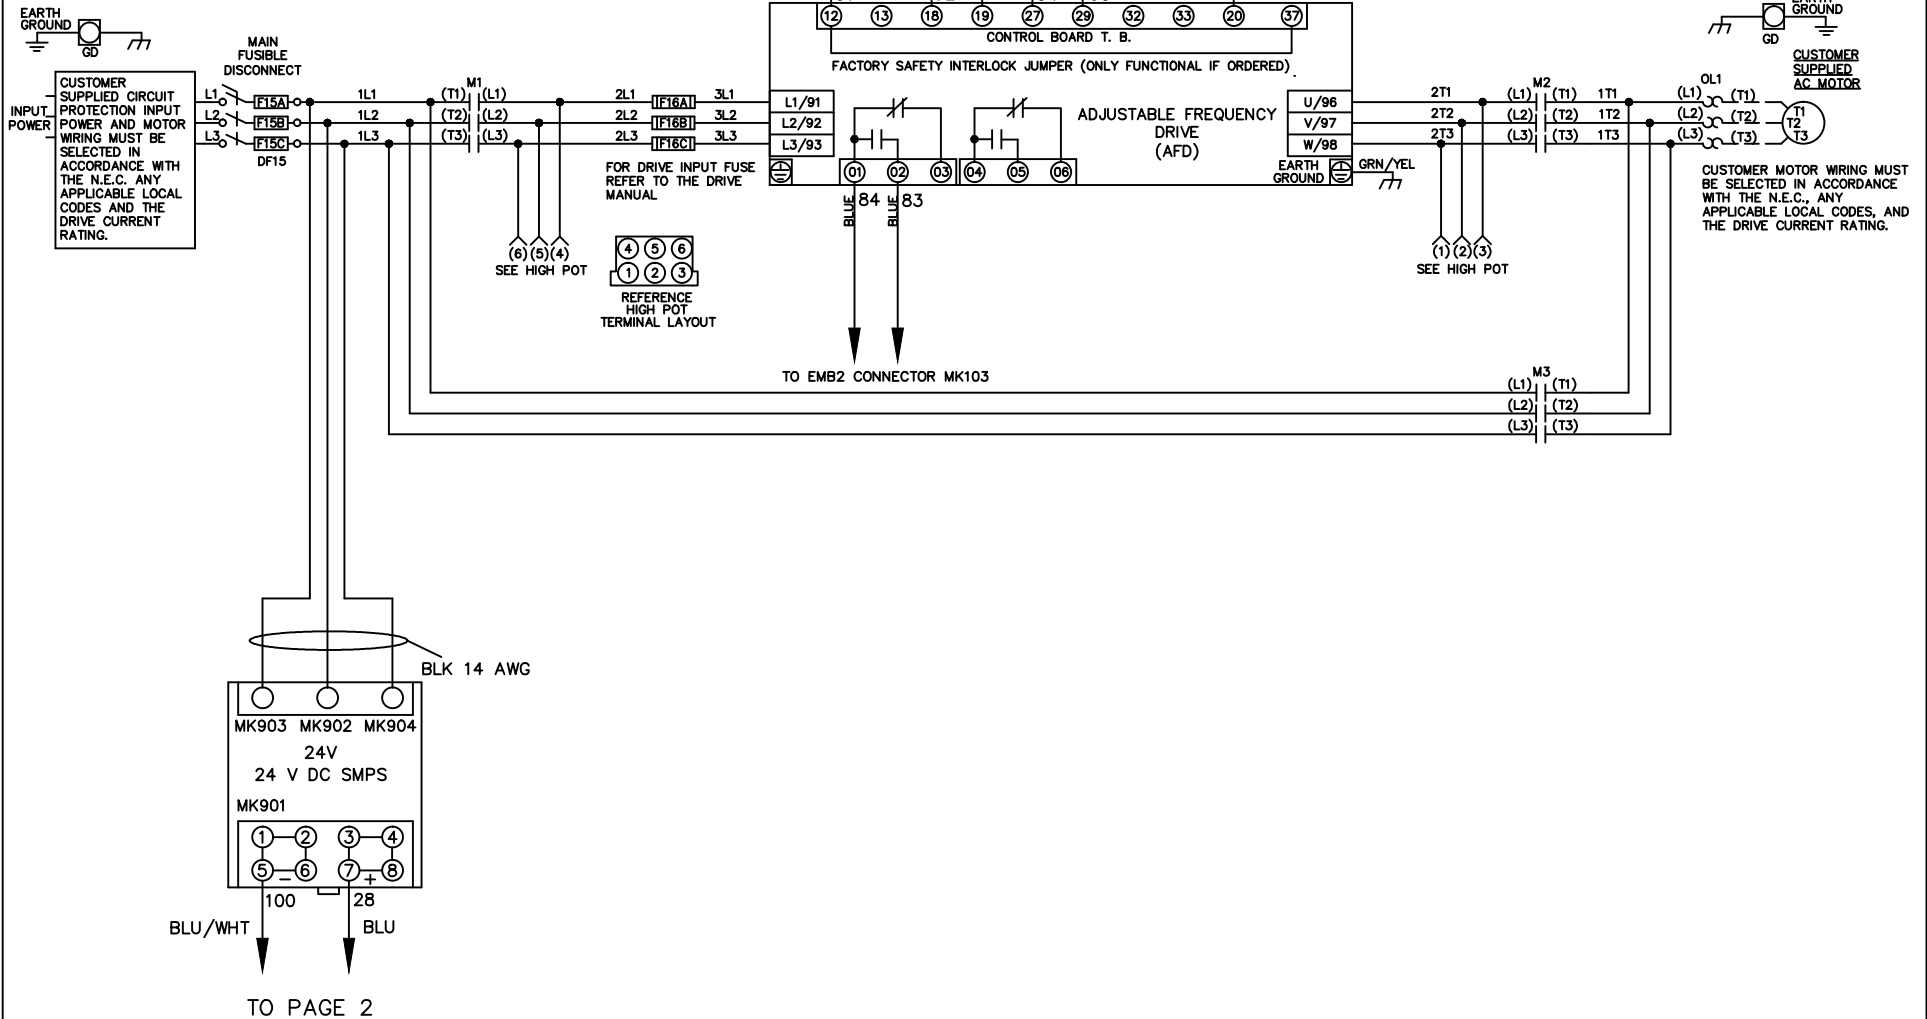 EARTH
GROUND
GD
MAIN
FUSIBLE
DISCONNECT
INPUT
POWER
CUSTOMER
SUPPLIED CIRCUIT
PROTECTION INPUT
POWER AND MOTOR
WIRING MUST BE
SELECTED IN
ACCORDANCE WITH
THE N.E.C. ANY
APPLICABLE LOCAL
CODES AND THE
DRIVE CURRENT
RATING.
L1 F15A 1L1 (T1) M1 (L1) 2L1 F16A 3L1
L2 F15B 1L2 (T2) (L2) 2L2 F16B 3L2
L3 F15C 1L3 (T3) (L3) 2L3 F16C 3L3
DF15
FOR DRIVE INPUT FUSE
REFER TO THE DRIVE
MANUAL
(6) (5) (4)
SEE HIGH POT
4 5 6
1 2 3
REFERENCE
HIGH POT
TERMINAL LAYOUT
12 13 18 19 27 29 32 33 20 37
CONTROL BOARD T. B.
FACTORY SAFETY INTERLOCK JUMPER (ONLY FUNCTIONAL IF ORDERED)
L1/91
L2/92
L3/93
ADJUSTABLE FREQUENCY
DRIVE
(AFD)
U/96
V/97
W/98
01 02 03 04 05 06
EARTH
GROUND
GRN/YEL
BLUE 84 BLUE 83
TO EMB2 CONNECTOR MK103
2T1 (L1) M2 (T1) 1T1 (L1) OL1 (T1) T1
2T2 (L2) (T2) 1T2 (L2) (T2) T2
2T3 (L3) (T3) 1T3 (L3) (T3) T3
(1) (2) (3)
SEE HIGH POT
GROUND
GD
CUSTOMER
SUPPLIED
AC MOTOR
CUSTOMER MOTOR WIRING MUST
BE SELECTED IN ACCORDANCE
WITH THE N.E.C., ANY
APPLICABLE LOCAL CODES, AND
THE DRIVE CURRENT RATING.
M3
(L1) (T1)
(L2) (T2)
(L3) (T3)
BLK 14 AWG
MK903 MK902 MK904
24V
24 V DC SMPS
MK901
1 2 3 4
5 6 7 8
- +
100 28
BLU/WHT BLU
TO PAGE 2